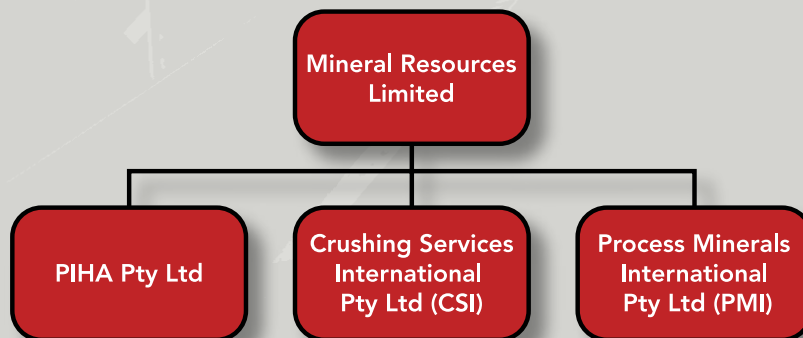 Mineral Resources
Limited
PIHA Pty Ltd
Crushing Services
International
Pty Ltd (CSI)
Process Minerals
International
Pty Ltd (PMI)